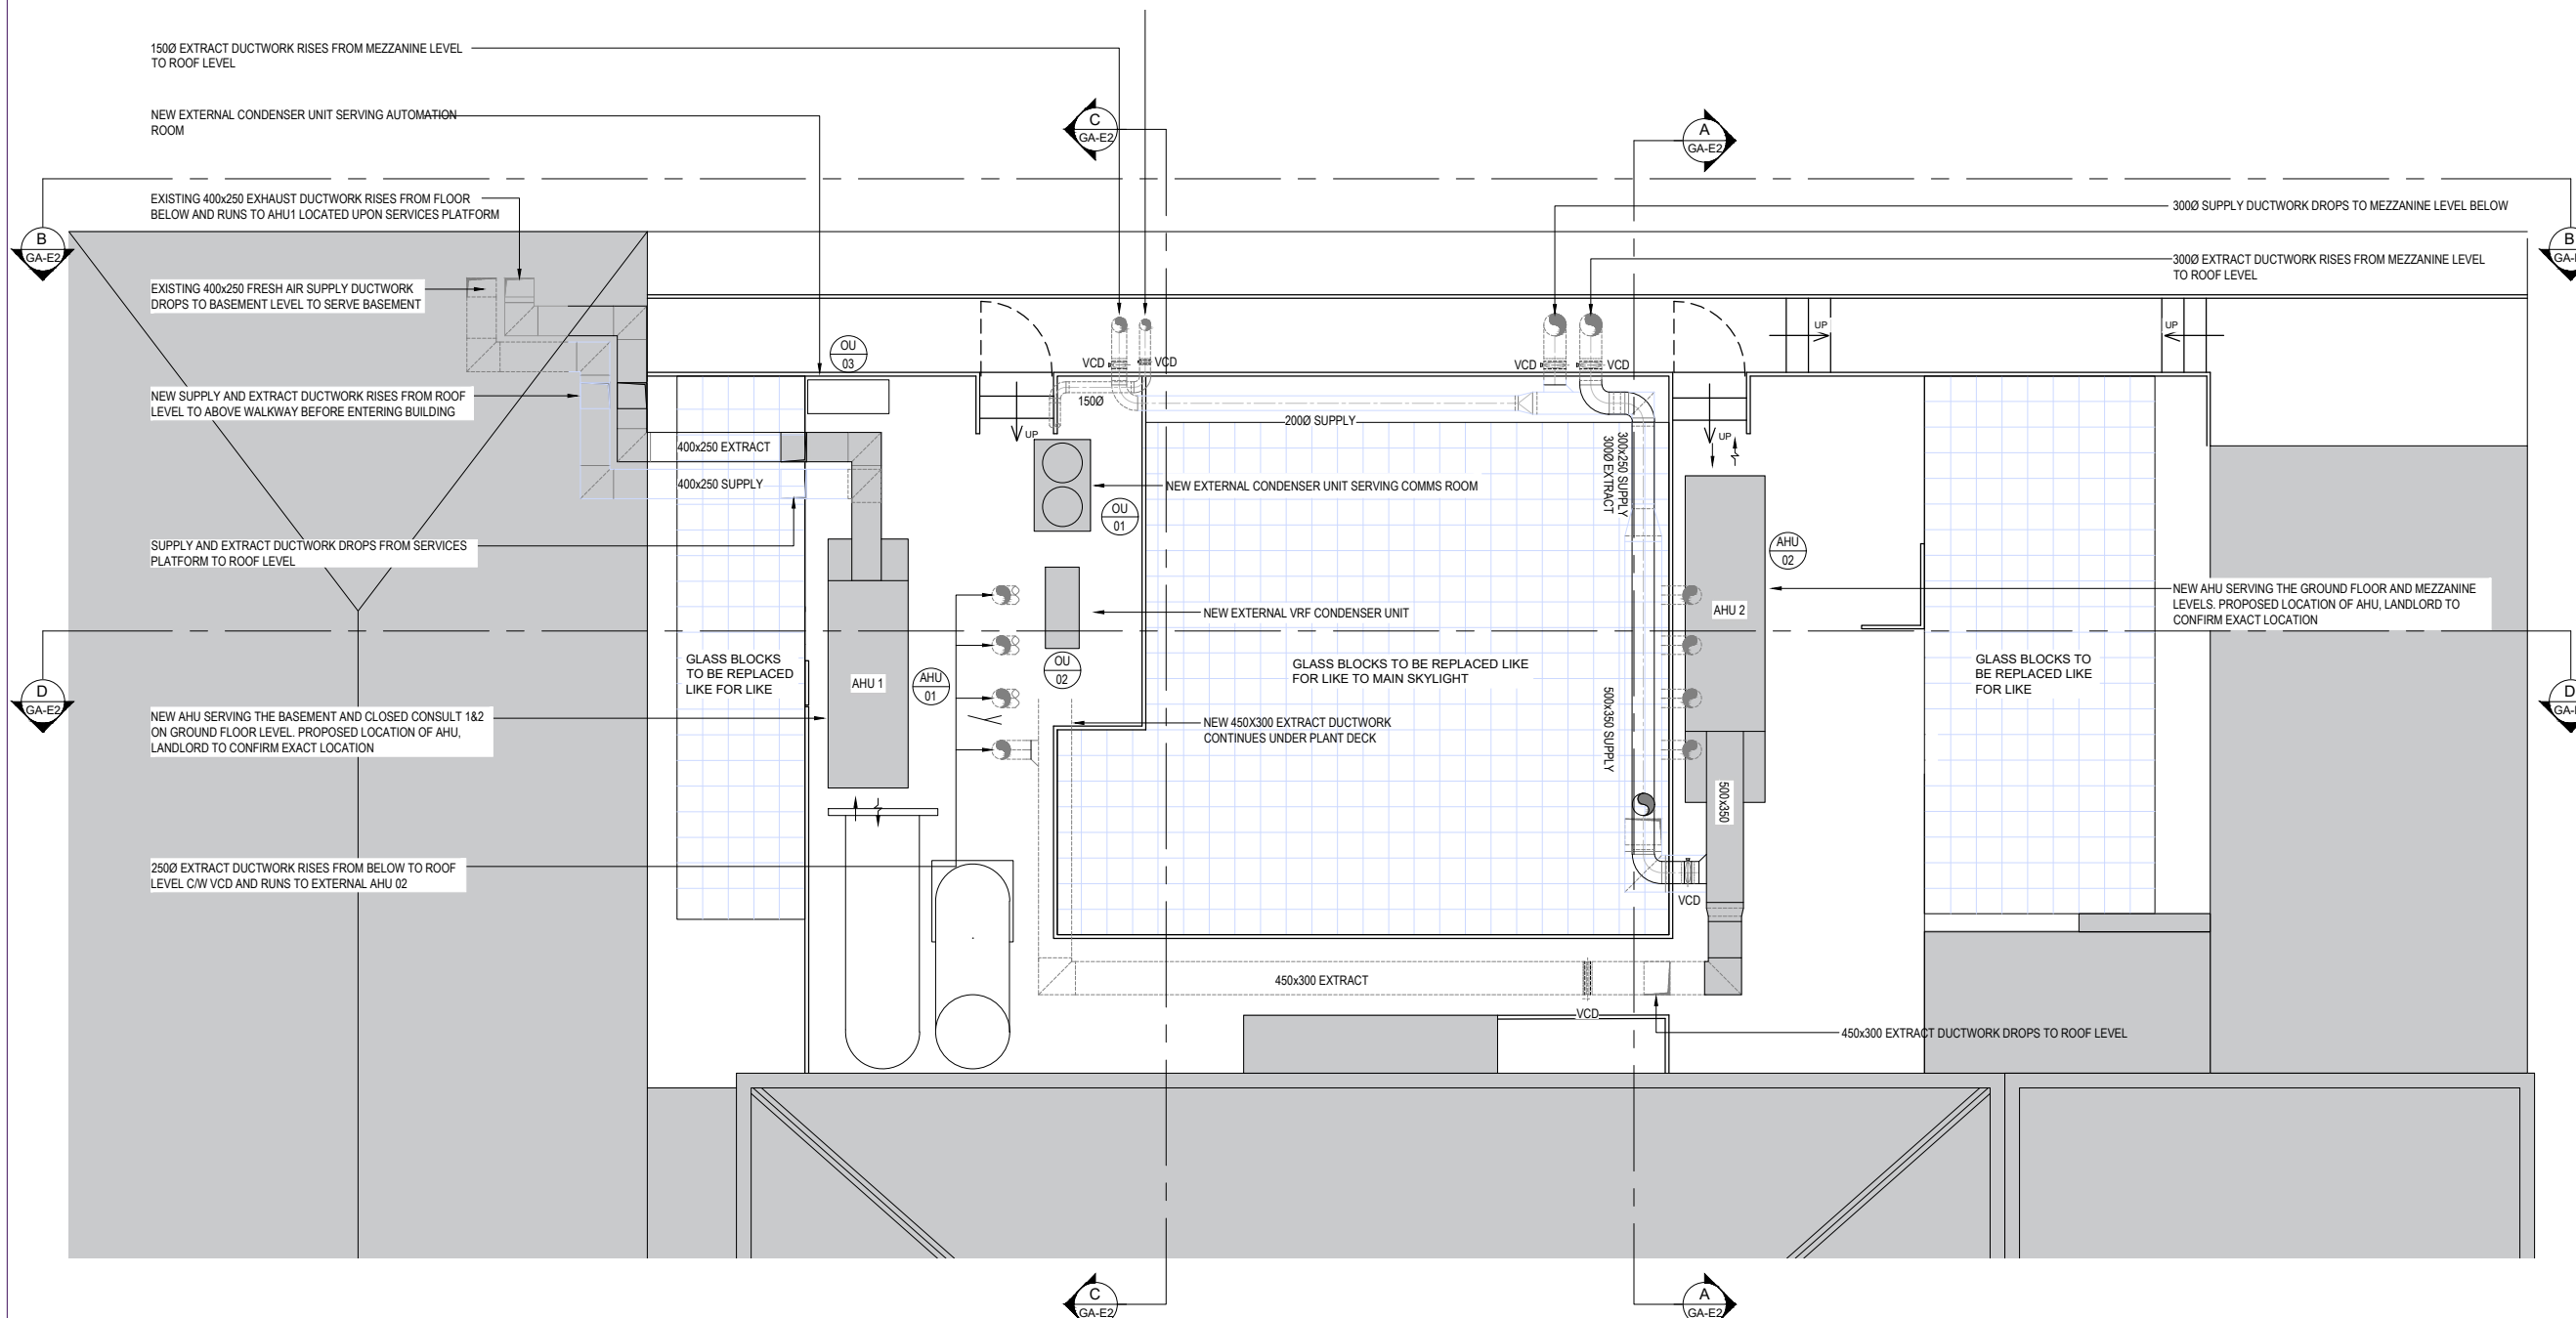 150Ø EXTRACT DUCTWORK RISES FROM MEZZANINE LEVEL
TO ROOF LEVEL
NEW EXTERNAL CONDENSER UNIT SERVING AUTOMATION
ROOM
C
GA-E2
A
GA-E2
EXISTING 400x250 EXHAUST DUCTWORK RISES FROM FLOOR
BELOW AND RUNS TO AHU1 LOCATED UPON SERVICES PLATFORM
300Ø SUPPLY DUCTWORK DROPS TO MEZZANINE LEVEL BELOW
B
GA-E2
B
300Ø EXTRACT DUCTWORK RISES FROM MEZZANINE LEVEL
TO ROOF LEVEL
EXISTING 400x250 FRESH AIR SUPPLY DUCTWORK
DROPS TO BASEMENT LEVEL TO SERVE BASEMENT
UP
UP
OU
03
VCD
VCD
VCD
VCD
NEW SUPPLY AND EXTRACT DUCTWORK RISES FROM ROOF
LEVEL TO ABOVE WALKWAY BEFORE ENTERING BUILDING
150Ø
200Ø SUPPLY
UP
UP
400x250 EXTRACT
400x250 SUPPLY
300x250 SUPPLY
300Ø EXTRACT
NEW EXTERNAL CONDENSER UNIT SERVING COMMS ROOM
OU
01
SUPPLY AND EXTRACT DUCTWORK DROPS FROM SERVICES
PLATFORM TO ROOF LEVEL
AHU
02
NEW AHU SERVING THE GROUND FLOOR AND MEZZANINE
LEVELS. PROPOSED LOCATION OF AHU, LANDLORD TO
CONFIRM EXACT LOCATION
NEW EXTERNAL VRF CONDENSER UNIT
AHU 2
GLASS BLOCKS
TO BE REPLACED
LIKE FOR LIKE
AHU 1
AHU
01
OU
02
GLASS BLOCKS TO BE REPLACED LIKE
FOR LIKE TO MAIN SKYLIGHT
GLASS BLOCKS TO
BE REPLACED LIKE
FOR LIKE
D
GA-E2
D
NEW AHU SERVING THE BASEMENT AND CLOSED CONSULT 1&2
ON GROUND FLOOR LEVEL. PROPOSED LOCATION OF AHU,
LANDLORD TO CONFIRM EXACT LOCATION
NEW 450X300 EXTRACT DUCTWORK
CONTINUES UNDER PLANT DECK
500x350 SUPPLY
500x350
250Ø EXTRACT DUCTWORK RISES FROM BELOW TO ROOF
LEVEL C/W VCD AND RUNS TO EXTERNAL AHU 02
VCD
450x300 EXTRACT
VCD
450x300 EXTRACT DUCTWORK DROPS TO ROOF LEVEL
C
GA-E2
A
GA-E2